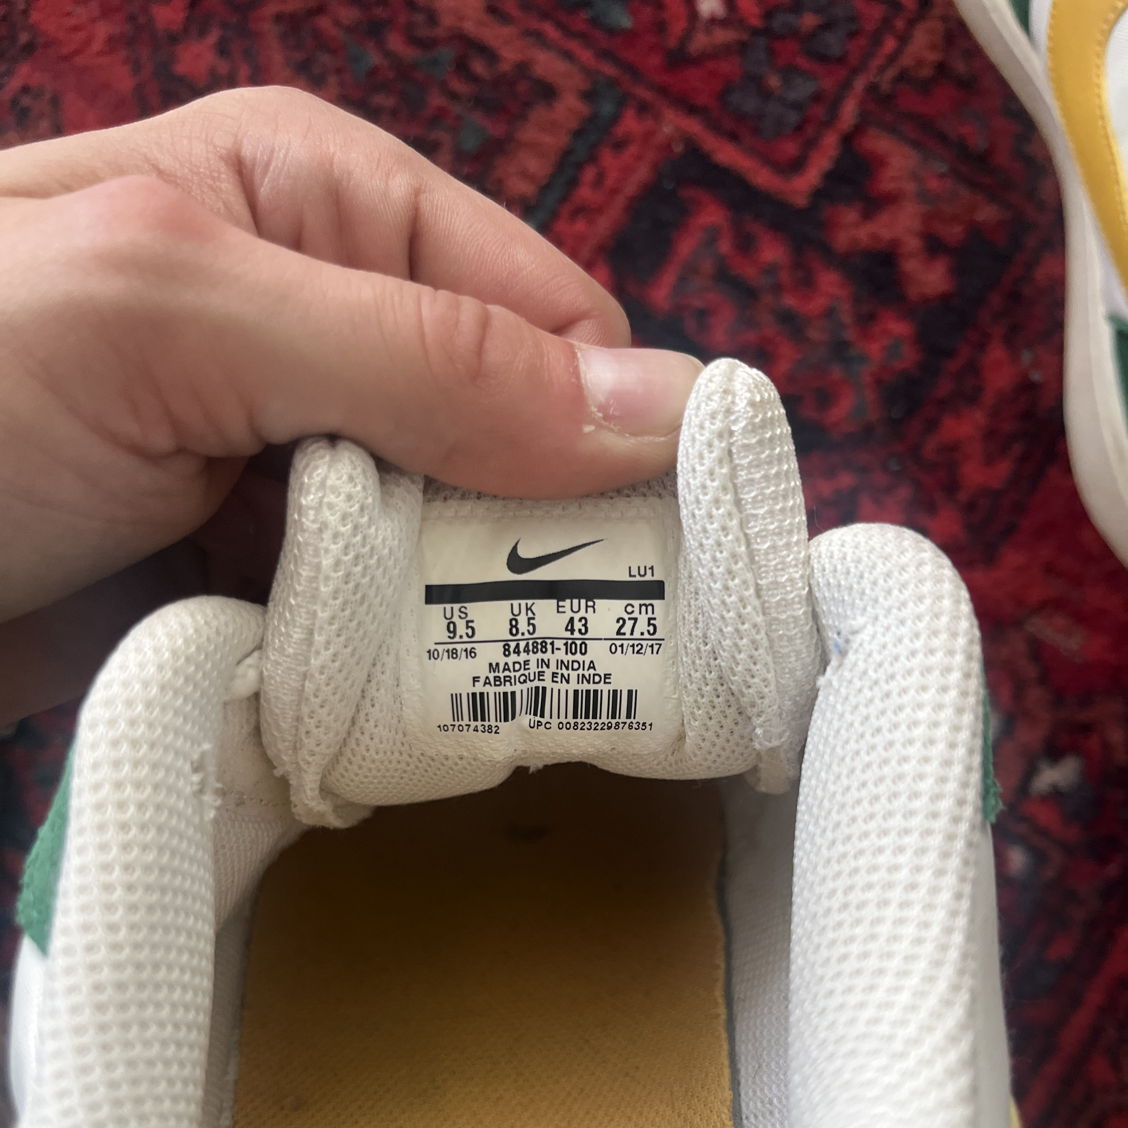 LU1
US UK EUR cm
9.5 8.5 43 27.5
10/18/16 844881-100 01/12/17
MADE IN INDIA
FABRIQUE EN INDE
107074382 UPC 00823229876351